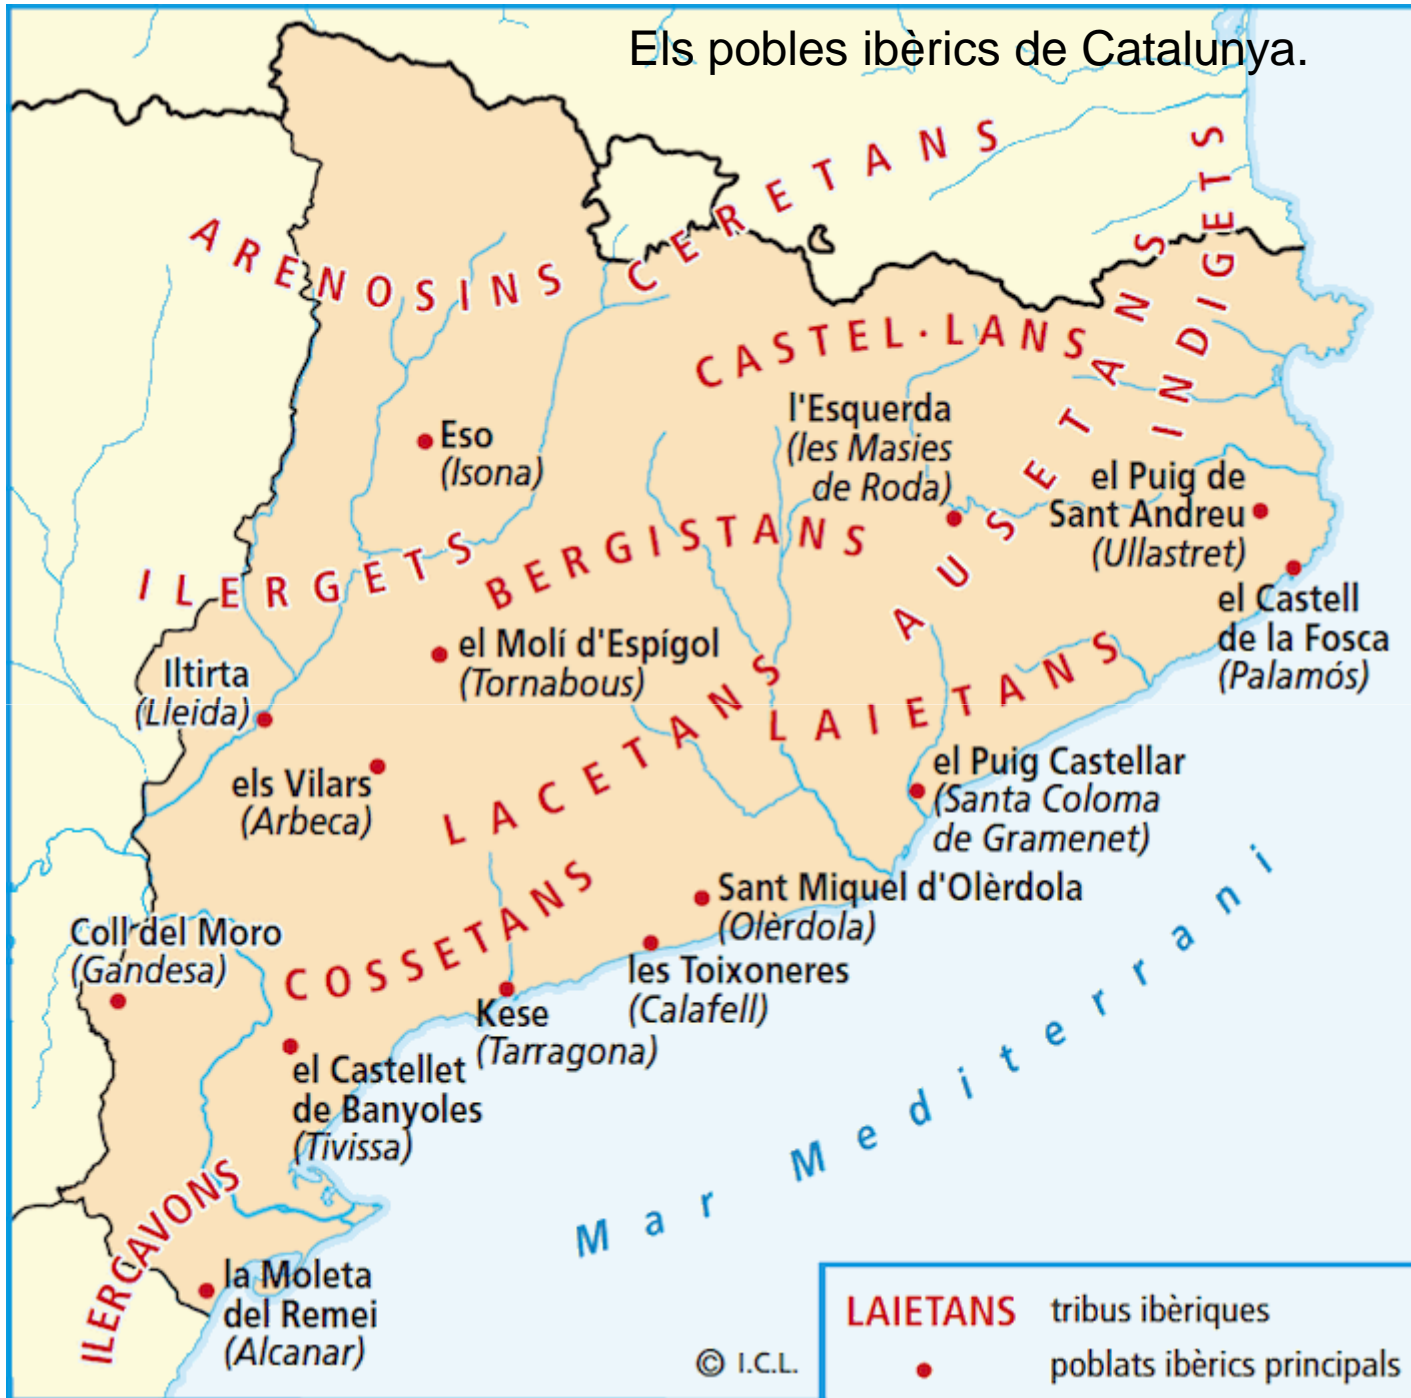 Els pobles ibèrics de Catalunya.
ARENOSINS
CERETANS
INDIGETS
CASTEL·LANS
AUSETANS
l'Esquerda
(les Masies
de Roda)
Eso
(Isona)
el Puig de
Sant Andreu
(Ullastret)
ILERGETS
BERGISTANS
el Castell
de la Fosca
(Palamós)
el Molí d'Espígol
(Tornabous)
Iltirta
(Lleida)
LACETANS
LAIETANS
els Vilars
(Arbeca)
el Puig Castellar
(Santa Coloma
de Gramenet)
COSSETANS
Sant Miquel d'Olèrdola
(Olèrdola)
Coll del Moro
(Gandesa)
les Toixoneres
(Calafell)
Kese
(Tarragona)
el Castellet
de Banyoles
(Tivissa)
Mar Mediterrani
ILERCAVONS
la Moleta
del Remei
(Alcanar)
© I.C.L.
LAIETANS tribus ibèriques
poblats ibèrics principals